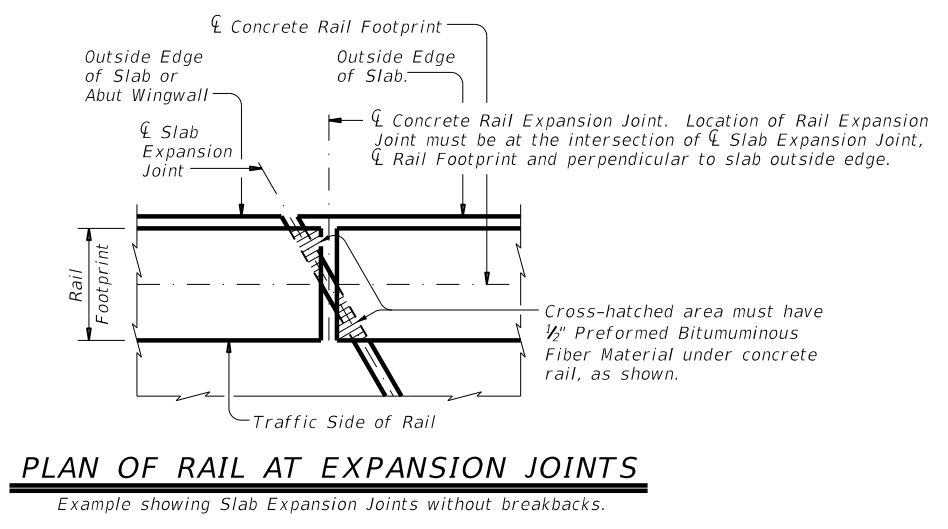 ℄ Concrete Rail Footprint
Outside Edge
of Slab or
Abut Wingwall
Outside Edge
of Slab.
℄ Slab
Expansion
Joint
℄ Concrete Rail Expansion Joint. Location of Rail Expansion
Joint must be at the intersection of ℄ Slab Expansion Joint,
℄ Rail Footprint and perpendicular to slab outside edge.
Rail
Footprint
Cross-hatched area must have
½" Preformed Bitumuminous
Fiber Material under concrete
rail, as shown.
Traffic Side of Rail
PLAN OF RAIL AT EXPANSION JOINTS
Example showing Slab Expansion Joints without breakbacks.